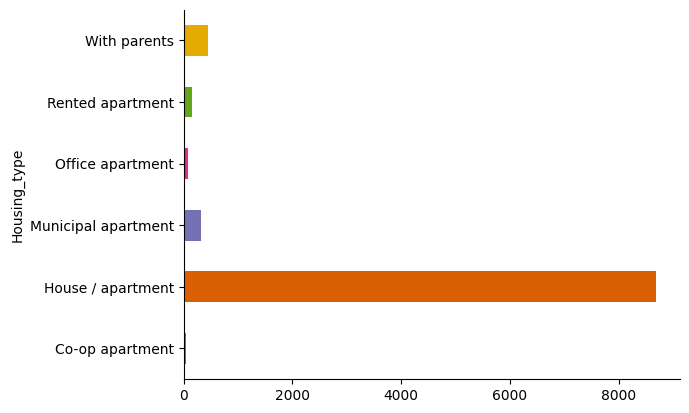 Housing_type
With parents
Rented apartment
Office apartment
Municipal apartment
House / apartment
Co-op apartment
0 2000 4000 6000 8000